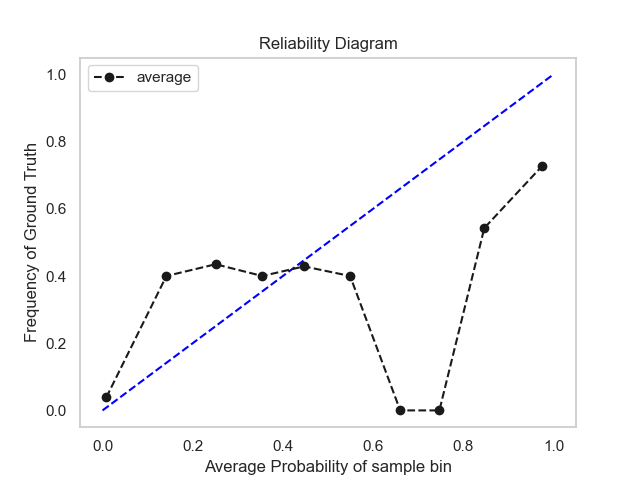 Reliability Diagram
average
1.0
0.8
0.6
0.4
0.2
0.0
Frequency of Ground Truth
0.0 0.2 0.4 0.6 0.8 1.0
Average Probability of sample bin